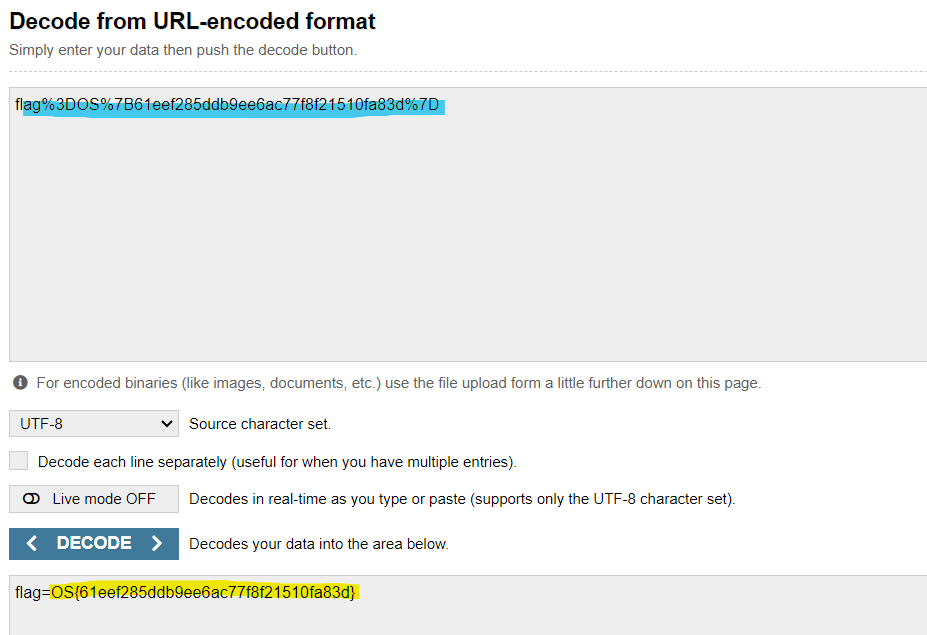 Decode from URL-encoded format
Simply enter your data then push the decode button.
flag%3DOS%7B61eef285ddb9ee6ac77f8f21510fa83d%7D
For encoded binaries (like images, documents, etc.) use the file upload form a little further down on this page.
UTF-8 Source character set.
Decode each line separately (useful for when you have multiple entries).
Live mode OFF Decodes in real-time as you type or paste (supports only the UTF-8 character set).
< DECODE > Decodes your data into the area below.
flag=OS{61eef285ddb9ee6ac77f8f21510fa83d}